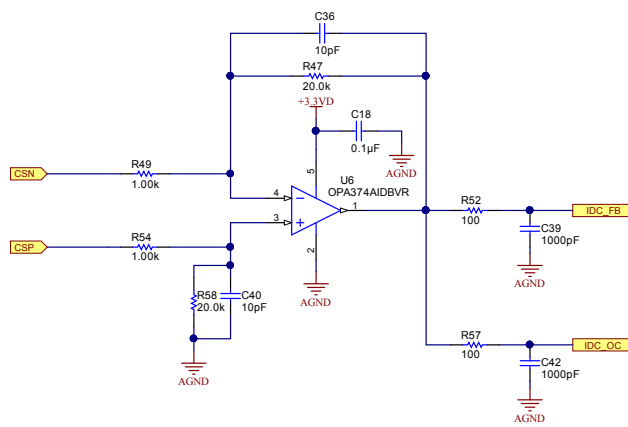 C36
10pF
R47
20.0k
+3.3VD
C18
0.1µF
AGND
CSN
R49
1.00k
5
U6
OPA374AIDBVR
4
1
3
2
CSP
R54
1.00k
R52
100
IDC_FB
C39
1000pF
AGND
R58
20.0k
C40
10pF
AGND
AGND
R57
100
IDC_OC
C42
1000pF
AGND